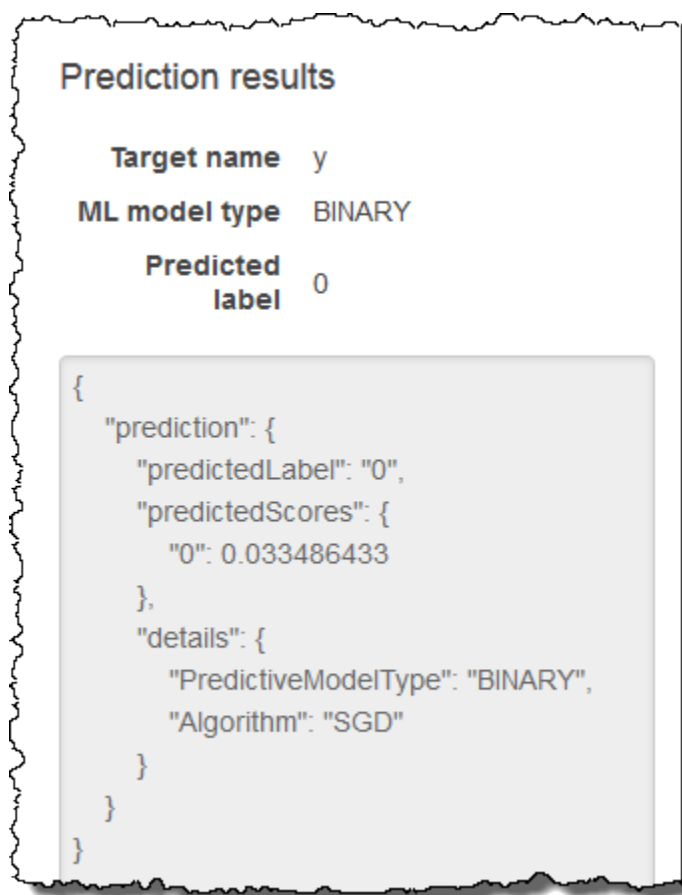 Prediction results
Target name y
ML model type BINARY
Predicted
label 0
{
"prediction": {
"predictedLabel": "0",
"predictedScores": {
"0": 0.033486433
},
"details": {
"PredictiveModelType": "BINARY",
"Algorithm": "SGD"
}
}
}